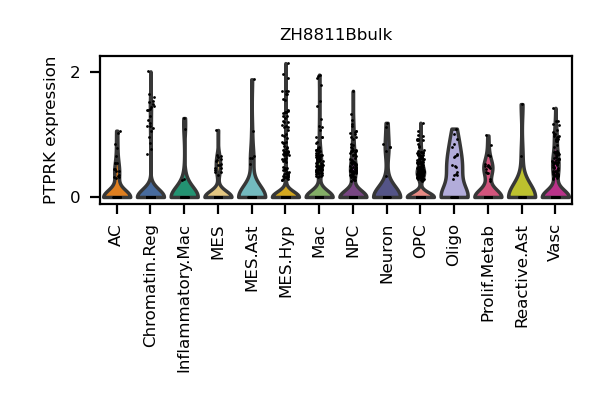 ZH8811Bbulk
PTPRK expression
2
0
AC
Chromatin.Reg
Inflammatory.Mac
MES
MES.Ast
MES.Hyp
Mac
NPC
Neuron
OPC
Oligo
Prolif.Metab
Reactive.Ast
Vasc